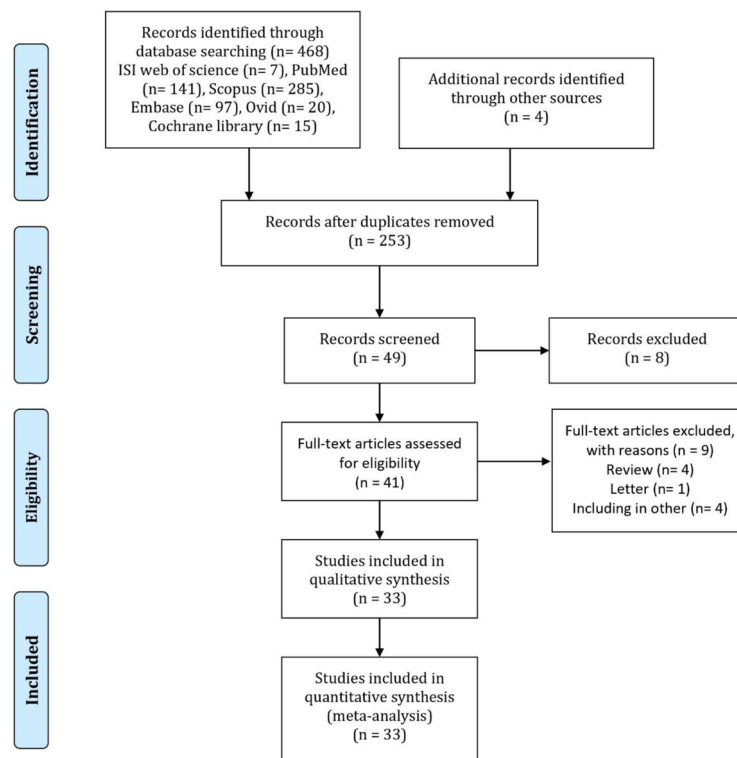 Identification
Records identified through
database searching (n= 468)
ISI web of science (n= 7), PubMed
(n= 141), Scopus (n= 285),
Embase (n= 97), Ovid (n= 20),
Cochrane library (n= 15)
Additional records identified
through other sources
(n = 4)
Records after duplicates removed
(n = 253)
Screening
Records screened
(n = 49)
Records excluded
(n = 8)
Eligibility
Full-text articles assessed
for eligibility
(n = 41)
Full-text articles excluded,
with reasons (n = 9)
Review (n= 4)
Letter (n= 1)
Including in other (n= 4)
Studies included in
qualitative synthesis
(n = 33)
Included
Studies included in
quantitative synthesis
(meta-analysis)
(n = 33)